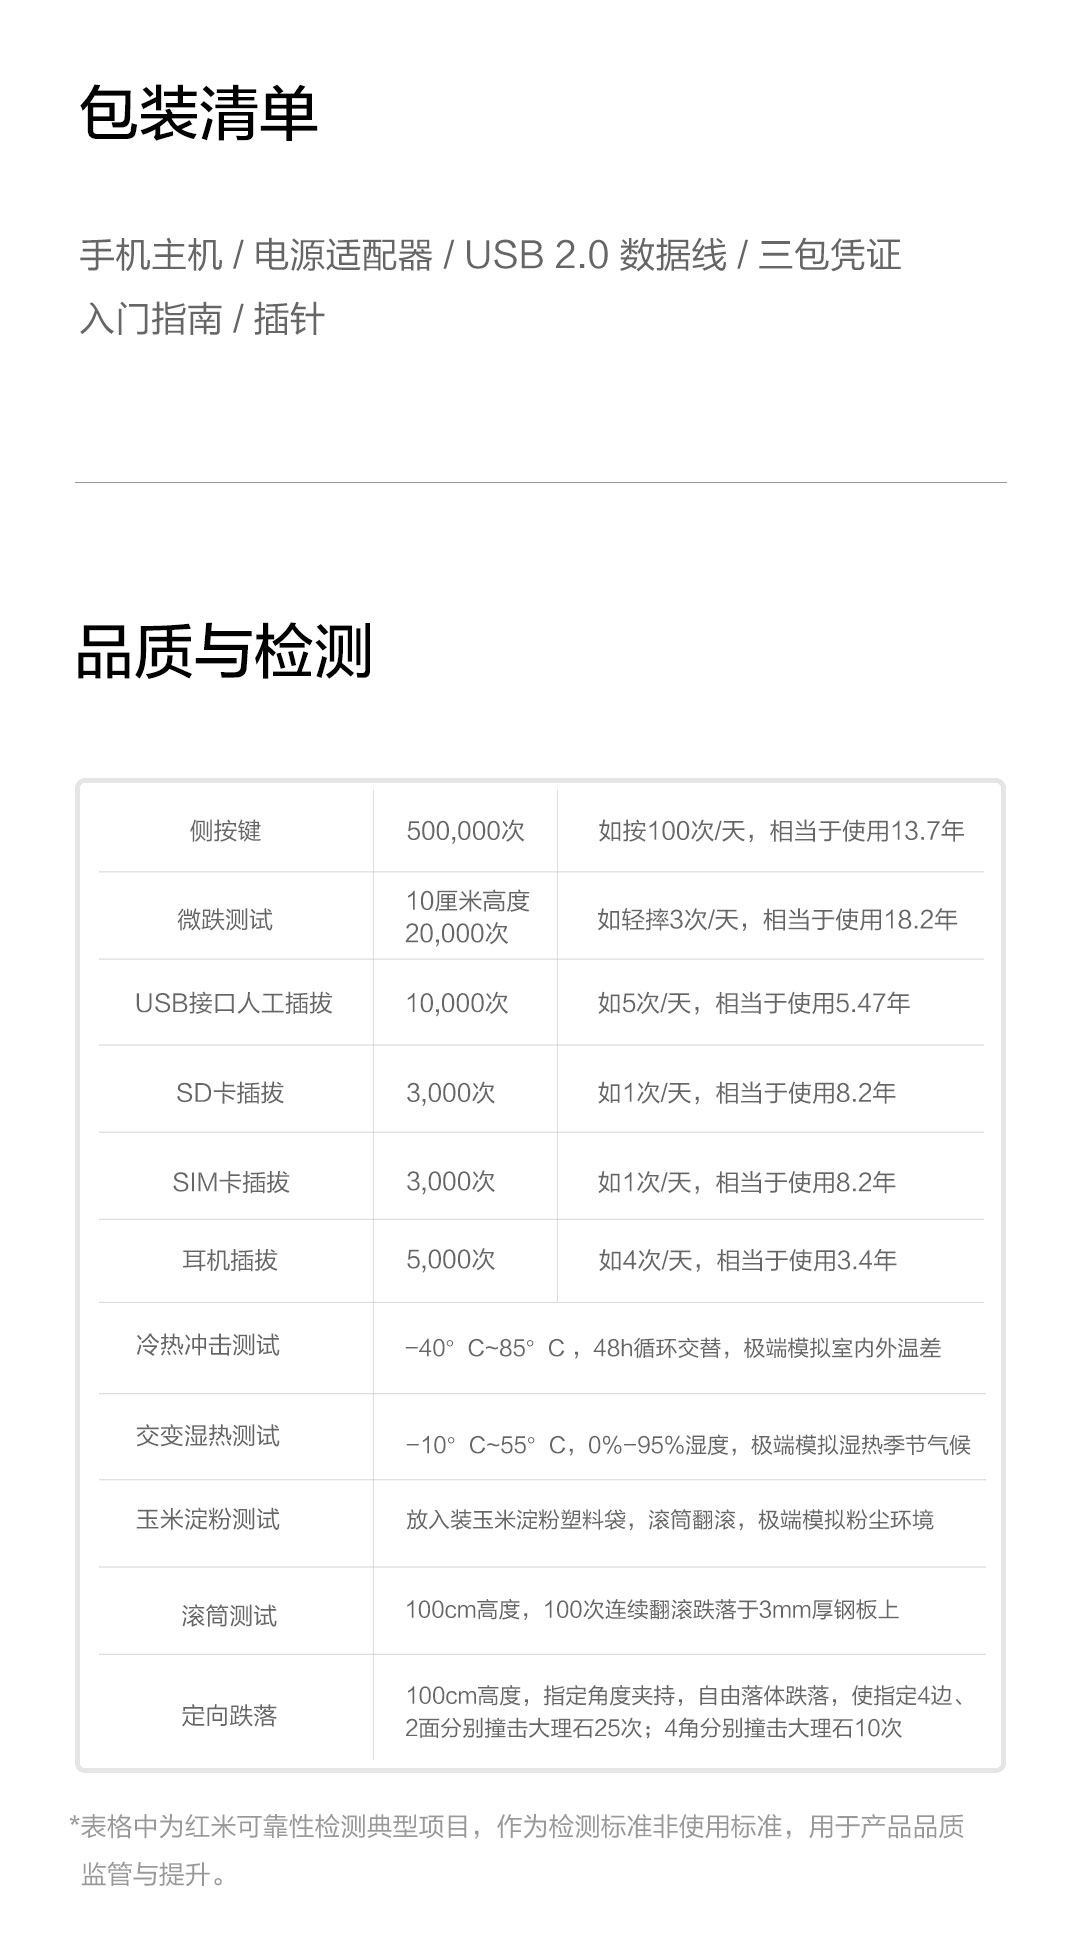 包装清单
手机主机 / 电源适配器 / USB 2.0 数据线 / 三包凭证
入门指南 / 插针
品质与检测
侧按键 500,000次 如按100次/天，相当于使用13.7年
微跌测试 10厘米高度 20,000次 如轻摔3次/天，相当于使用18.2年
USB接口人工插拔 10,000次 如5次/天，相当于使用5.47年
SD卡插拔 3,000次 如1次/天，相当于使用8.2年
SIM卡插拔 3,000次 如1次/天，相当于使用8.2年
耳机插拔 5,000次 如4次/天，相当于使用3.4年
冷热冲击测试 -40°C~85°C，48h循环交替，极端模拟室内外温差
交变湿热测试 -10°C~55°C，0%-95%湿度，极端模拟湿热季节气候
玉米淀粉测试 放入装玉米淀粉塑料袋，滚筒翻滚，极端模拟粉尘环境
滚筒测试 100cm高度，100次连续翻滚跌落于3mm厚钢板上
定向跌落 100cm高度，指定角度夹持，自由落体跌落，使指定4边、
2面分别撞击大理石25次；4角分别撞击大理石10次
*表格中为红米可靠性检测典型项目，作为检测标准非使用标准，用于产品品质
监管与提升。